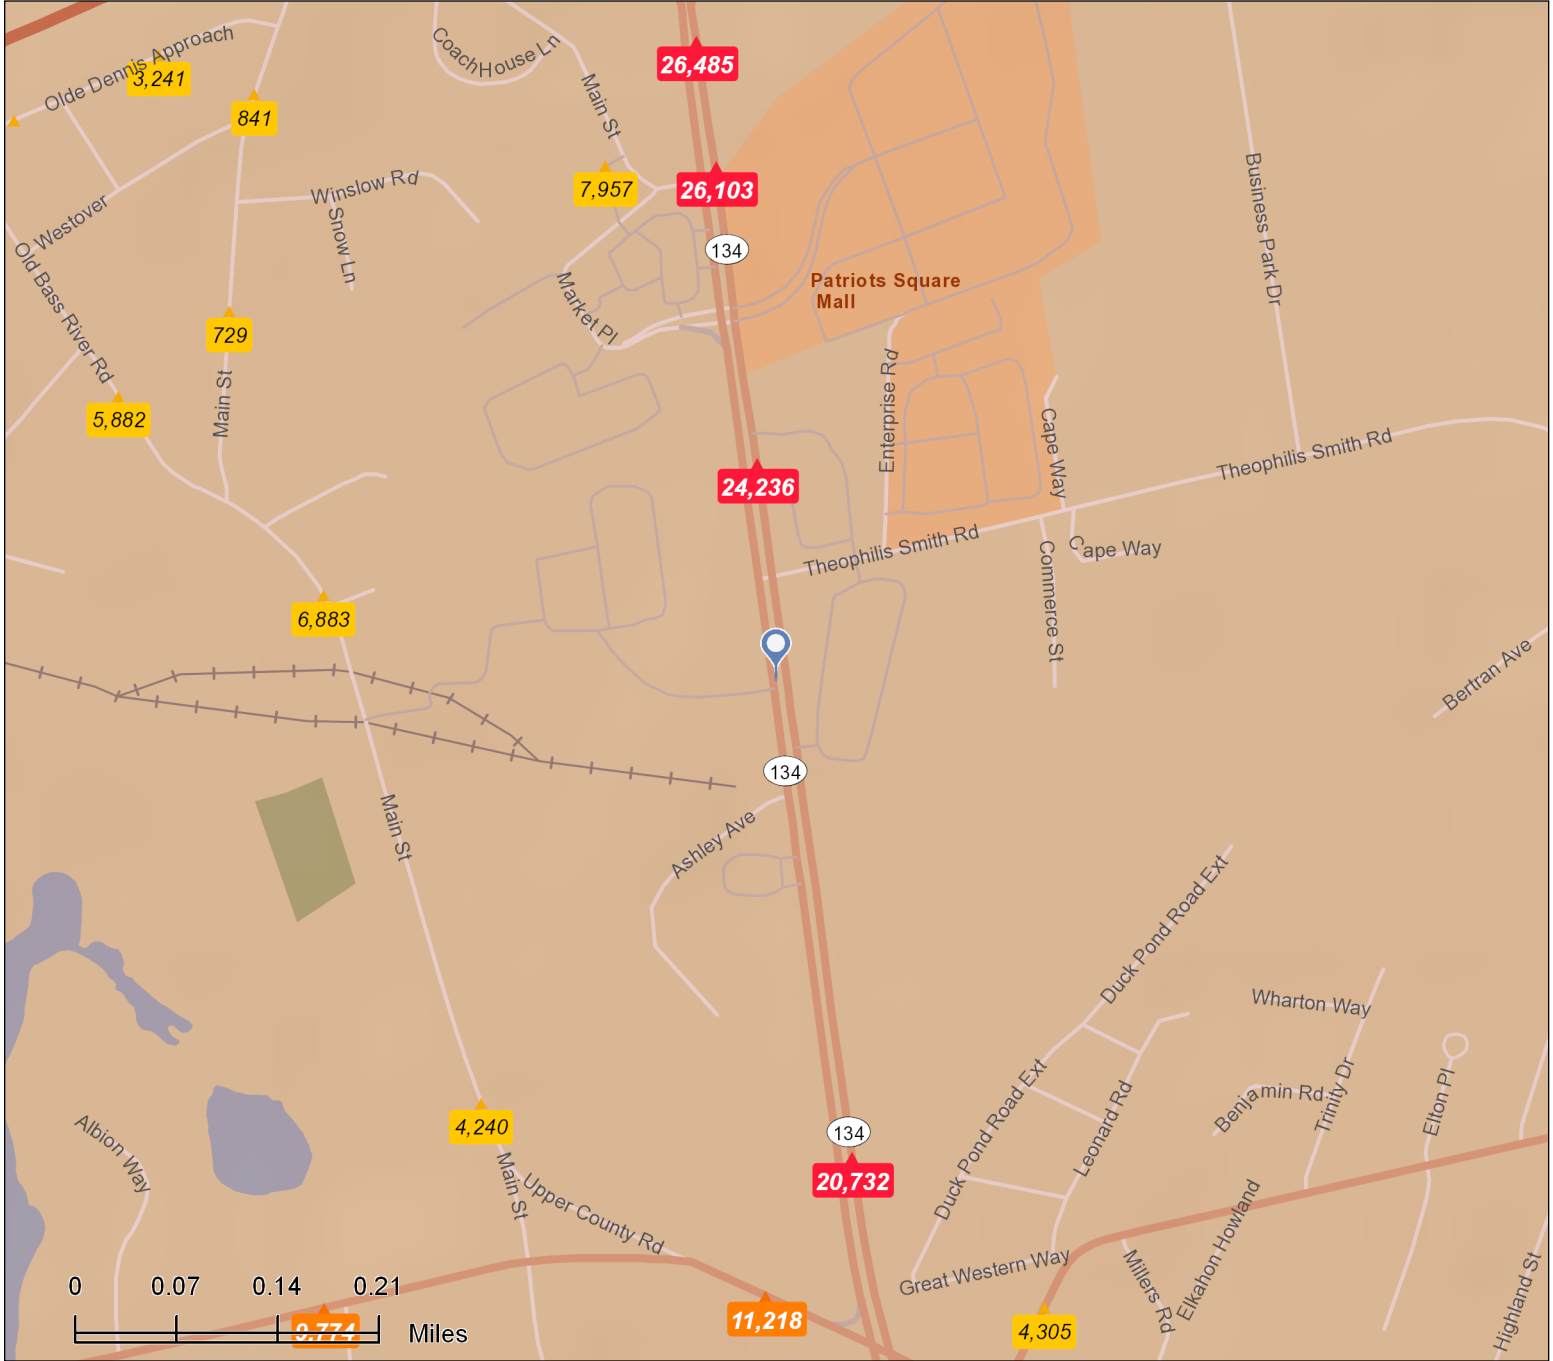 Olde Dennis Approach
3,241
841
CoachHouse Ln
Main St
26,485
7,957
26,103
Winslow Rd
Snow Ln
O Westover
Old Bass River Rd
134
Business Park Dr
Patriots Square
Mall
Market Pl
729
Main St
5,882
Enterprise Rd
Cape Way
Theophilis Smith Rd
24,236
Theophilis Smith Rd
Cape Way
Commerce St
6,883
Bertran Ave
134
Main St
Ashley Ave
Duck Pond Road Ext
Wharton Way
Duck Pond Road Ext
Leonard Rd
Benjamin Rd
Trinity Dr
Elton Pl
4,240
Albion Way
134
20,732
Main St
Upper County Rd
Great Western Way
Millers Rd
Elkahon Howland
Highland St
0 0.07 0.14 0.21
Miles
9,774
11,218
4,305